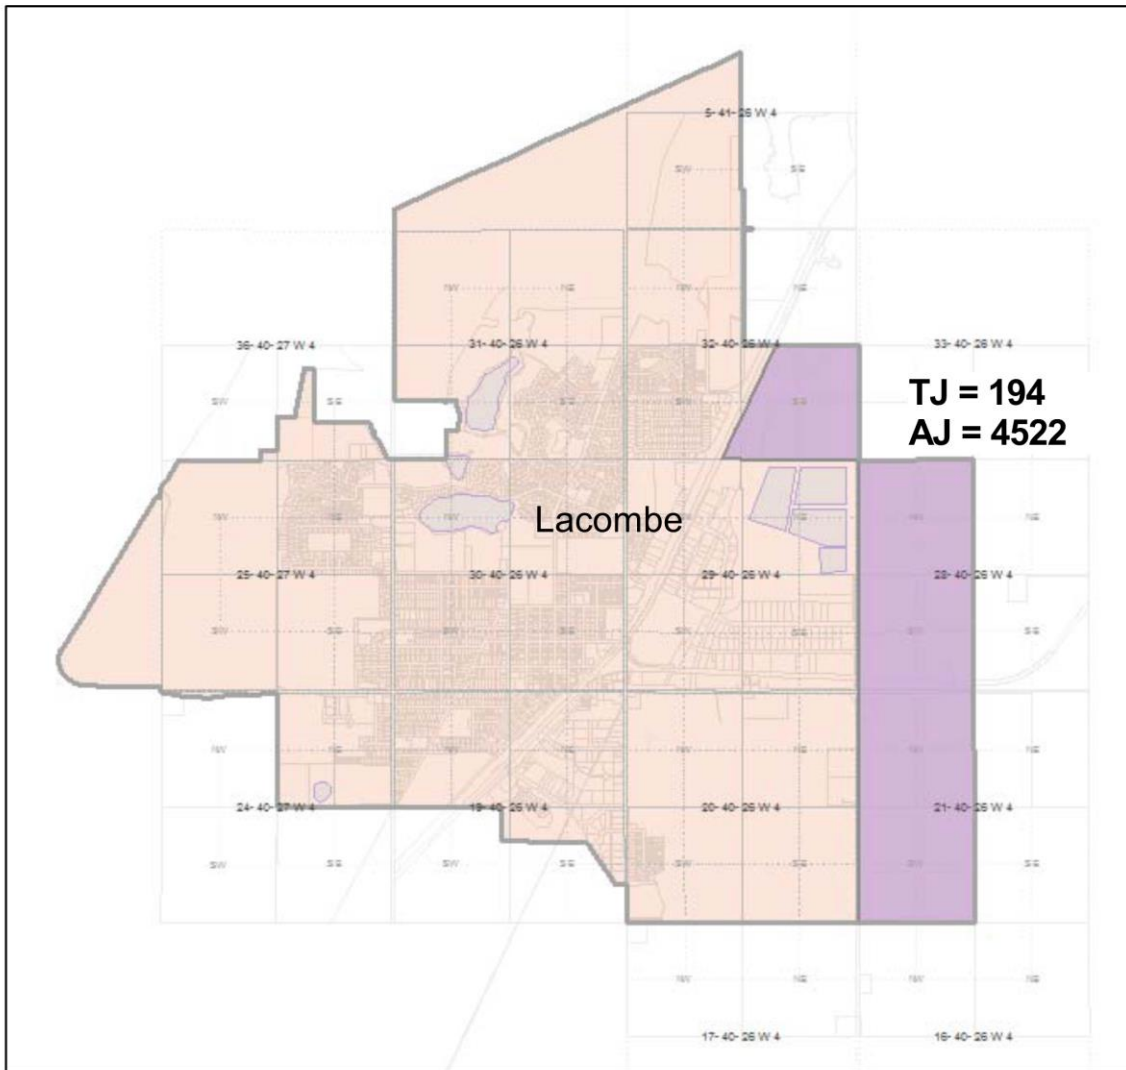 5- 41- 26 W 4
SW SE
NW NE NW NE
36- 40- 27 W 4 31- 40- 26 W 4 32- 40- 26 W 4 33- 40- 26 W 4
TJ = 194
SW SE SE SW SE
AJ = 4522
Lacombe
NW NE NW NW NE NW NE
25- 40- 27 W 4 30- 40- 26 W 4 29- 40- 26 W 4 28- 40- 26 W 4
SW SE SW SE SW SE SW SE
NW NE NW NE NW NE NW NE
24- 40- 27 W 4 19- 40- 26 W 4 20- 40- 26 W 4 21- 40- 26 W 4
SW SE SW SE SW SE SW SE
NW NE NW NE
17- 40- 26 W 4 16- 40- 26 W 4